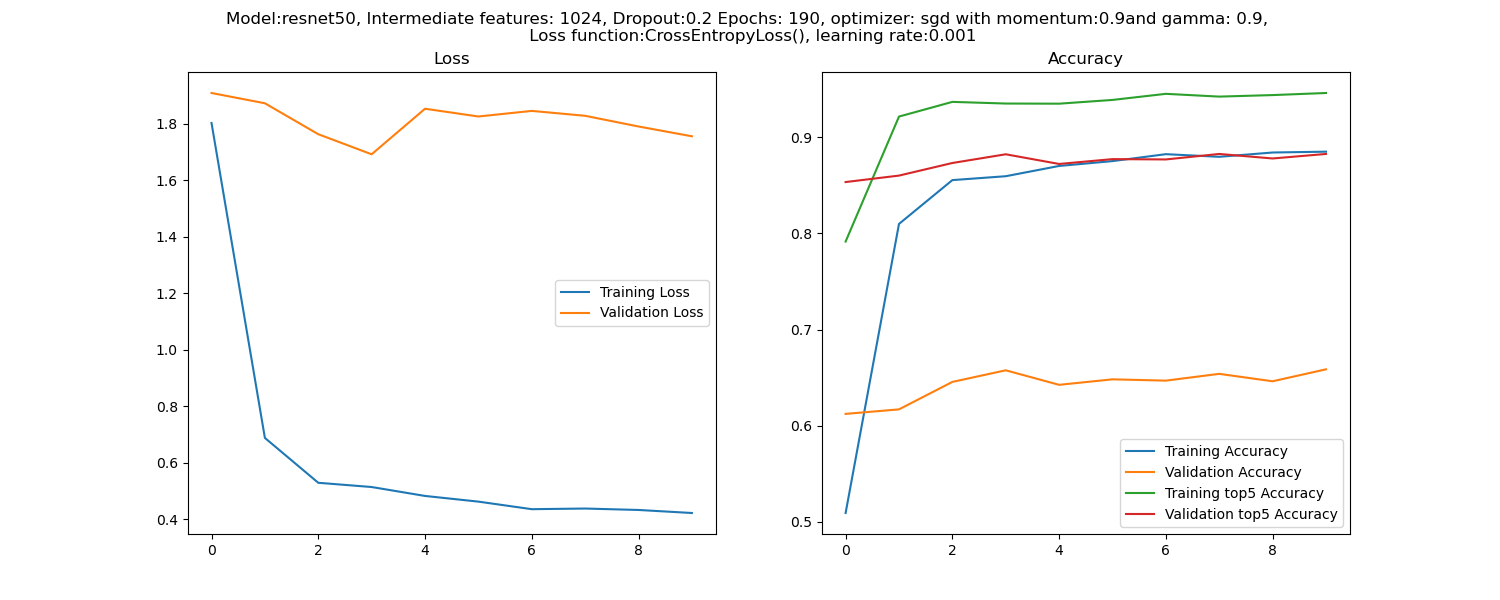 Model:resnet50, Intermediate features: 1024, Dropout:0.2 Epochs: 190, optimizer: sgd with momentum:0.9and gamma: 0.9,
Loss function:CrossEntropyLoss(), learning rate:0.001
Loss
1.8
1.6
1.4
1.2
1.0
0.8
0.6
0.4
0 2 4 6 8
Training Loss
Validation Loss
Accuracy
0.9
0.8
0.7
0.6
0.5
0 2 4 6 8
Training Accuracy
Validation Accuracy
Training top5 Accuracy
Validation top5 Accuracy